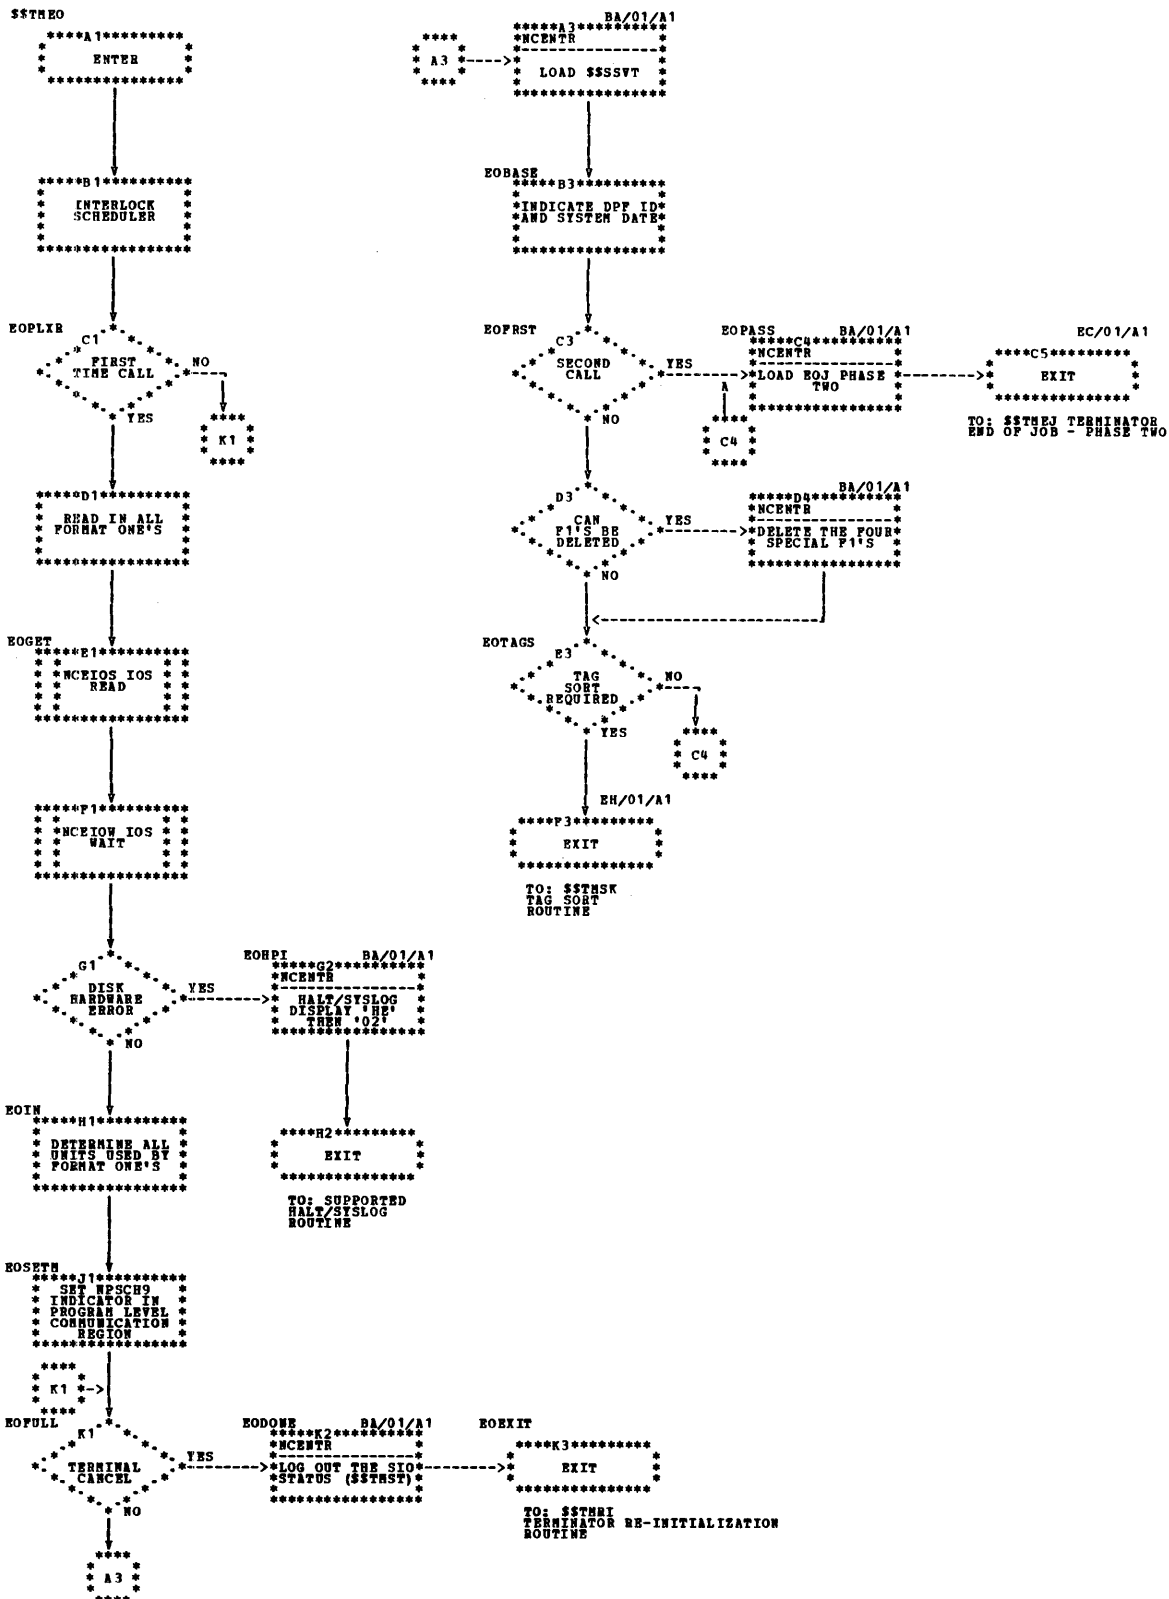 $$TMEO
A1
ENTER
B1
INTERLOCK
SCHEDULER
EOPLXR
C1
FIRST
TIME CALL
NO
K1
YES
D1
READ IN ALL
FORMAT ONE'S
EOGET
E1
NCEIOS IOS
READ
F1
NCEIOW IOS
WAIT
G1
DISK
HARDWARE
ERROR
YES
NO
EOHPI
BA/01/A1
G2
NCENTR
HALT/SYSLOG
DISPLAY 'HE'
THEN '02'
H2
EXIT
TO: SUPPORTED
HALT/SYSLOG
ROUTINE
EOIN
H1
DETERMINE ALL
UNITS USED BY
FORMAT ONE'S
EOSETM
J1
SET NPSCH9
INDICATOR IN
PROGRAM LEVEL
COMMUNICATION
REGION
K1
EOFULL
K1
TERMINAL
CANCEL
YES
NO
A3
EODONE
BA/01/A1
K2
NCENTR
LOG OUT THE SIO
STATUS ($$TMST)
EOEXIT
K3
EXIT
TO: $$TMRI
TERMINATOR RE-INITIALIZATION
ROUTINE
A3
BA/01/A1
A3
NCENTR
LOAD $$SSVT
EOBASE
B3
INDICATE DPF ID
AND SYSTEM DATE
EOFRST
C3
SECOND
CALL
YES
NO
EOPASS
BA/01/A1
C4
NCENTR
LOAD EOJ PHASE
TWO
A
C4
EC/01/A1
C5
EXIT
TO: $$TMEJ TERMINATOR
END OF JOB - PHASE TWO
D3
CAN
F1'S BE
DELETED
YES
NO
BA/01/A1
D4
NCENTR
DELETE THE FOUR
SPECIAL F1'S
EOTAGS
E3
TAG
SORT
REQUIRED
NO
C4
YES
EH/01/A1
F3
EXIT
TO: $$TMSK
TAG SORT
ROUTINE